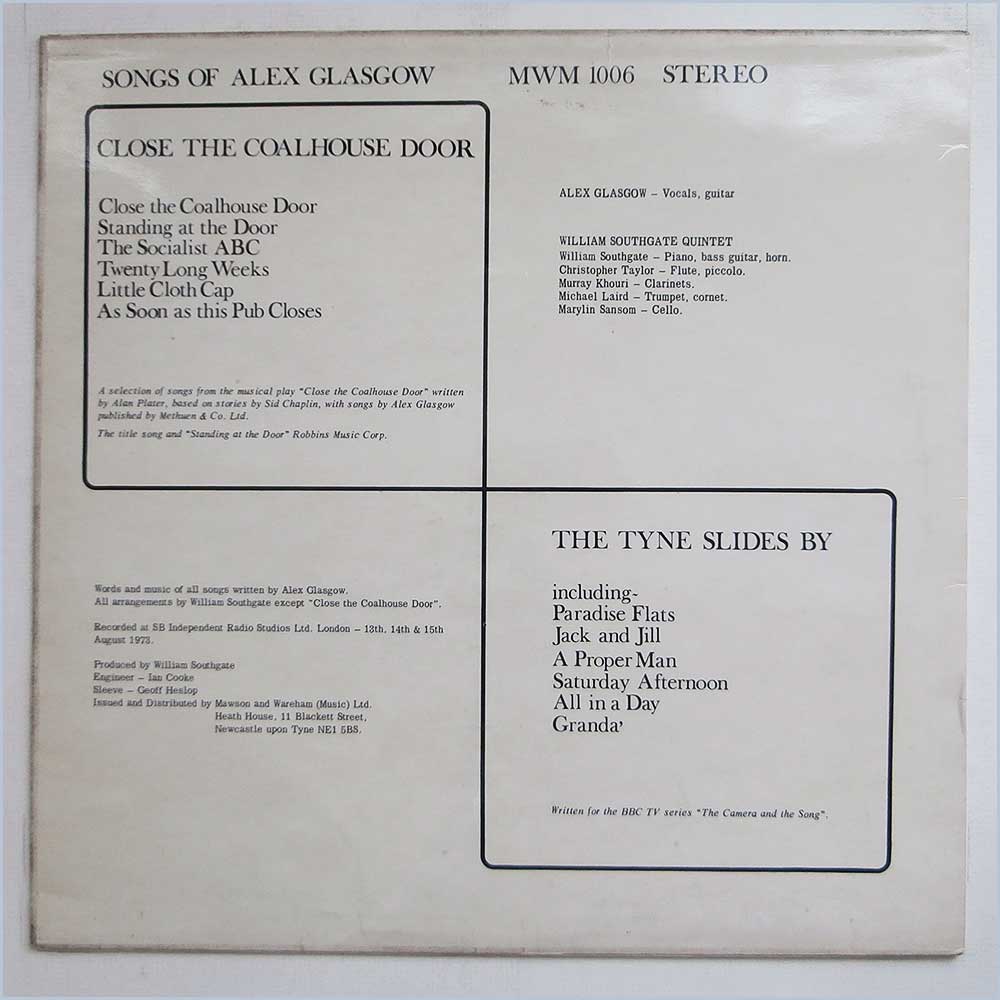 SONGS OF ALEX GLASGOW MWM 1006 STEREO
CLOSE THE COALHOUSE DOOR
Close the Coalhouse Door
Standing at the Door
The Socialist ABC
Twenty Long Weeks
Little Cloth Cap
As Soon as this Pub Closes
A selection of songs from the musical play "Close the Coalhouse Door" written
by Alan Plater, based on stories by Sid Chaplin, with songs by Alex Glasgow
published by Methuen & Co. Ltd.
The title song and "Standing at the Door" Robbins Music Corp.
ALEX GLASGOW – Vocals, guitar
WILLIAM SOUTHGATE QUINTET
William Southgate – Piano, bass guitar, horn.
Christopher Taylor – Flute, piccolo.
Murray Khouri – Clarinets.
Michael Laird – Trumpet, cornet.
Marylin Sansom – Cello.
Words and music of all songs written by Alex Glasgow.
All arrangements by William Southgate except "Close the Coalhouse Door".
Recorded at SB Independent Radio Studios Ltd. London – 13th, 14th & 15th
August 1973.
Produced by William Southgate
Engineer – Ian Cooke
Sleeve – Geoff Heslop
Issued and Distributed by Mawson and Wareham (Music) Ltd.
Heath House, 11 Blackett Street,
Newcastle upon Tyne NE1 5BS.
THE TYNE SLIDES BY
including-
Paradise Flats
Jack and Jill
A Proper Man
Saturday Afternoon
All in a Day
Granda'
Written for the BBC TV series "The Camera and the Song".